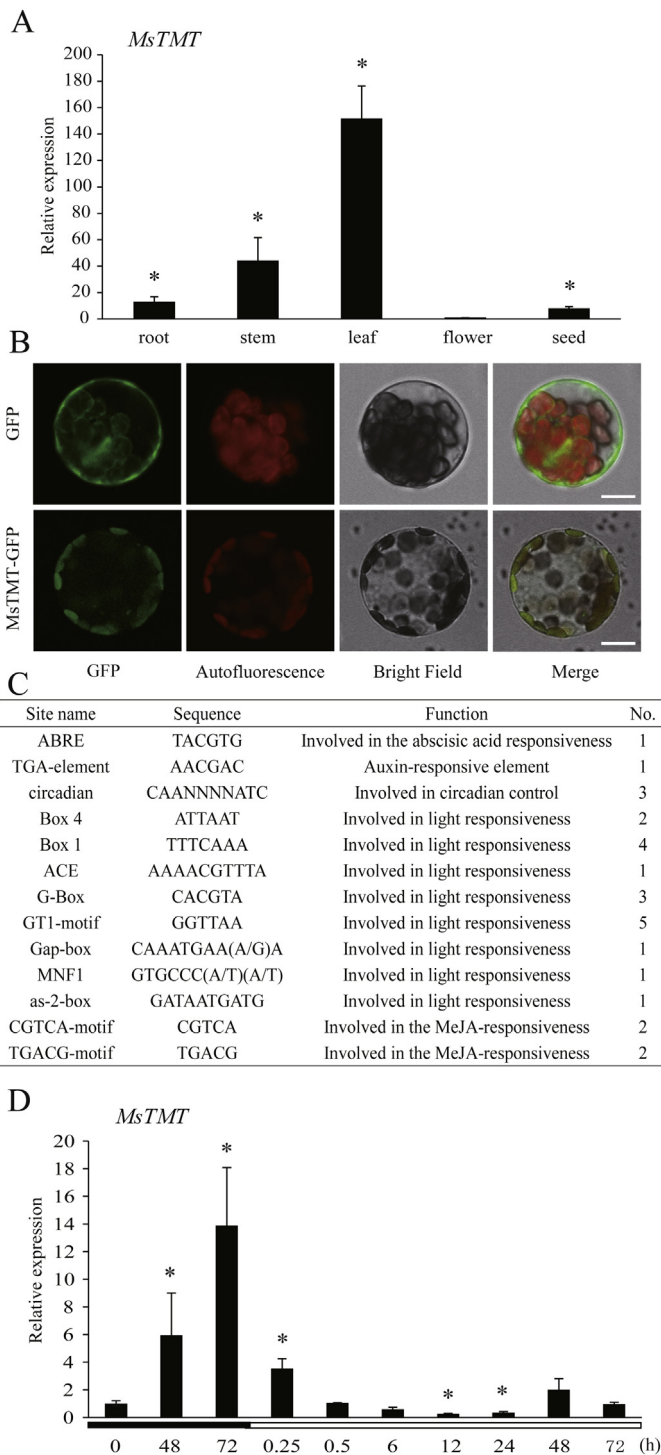 A
MsTMT
Relative expression
200
180
160
140
120
100
80
60
40
20
0
*
*
*
*
root stem leaf flower seed
B
GFP
MsTMT-GFP
GFP Autofluorescence Bright Field Merge
C
Site name Sequence Function No.
ABRE TACGTG Involved in the abscisic acid responsiveness 1
TGA-element AACGAC Auxin-responsive element 1
circadian CAANNNNATC Involved in circadian control 3
Box 4 ATTAAT Involved in light responsiveness 2
Box 1 TTTCAAA Involved in light responsiveness 4
ACE AAAACGTTTA Involved in light responsiveness 1
G-Box CACGTA Involved in light responsiveness 3
GT1-motif GGTTAA Involved in light responsiveness 5
Gap-box CAAATGAA(A/G)A Involved in light responsiveness 1
MNF1 GTGCCC(A/T)(A/T) Involved in light responsiveness 1
as-2-box GATAATGATG Involved in light responsiveness 1
CGTCA-motif CGTCA Involved in the MeJA-responsiveness 2
TGACG-motif TGACG Involved in the MeJA-responsiveness 2
D
MsTMT
Relative expression
20
18
16
14
12
10
8
6
4
2
0
*
*
*
*
*
0 48 72 0.25 0.5 6 12 24 48 72 (h)